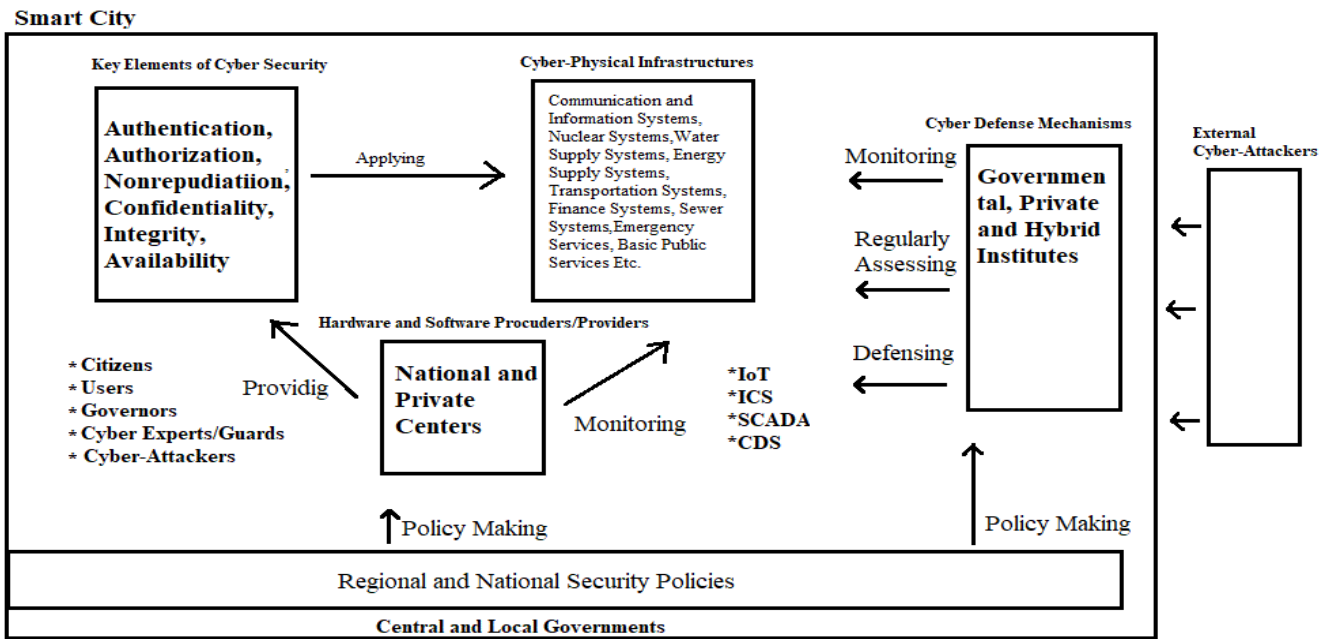 Smart City
Key Elements of Cyber Security
Authentication,
Authorization,
Nonrepudiatiion,
Confidentiality,
Integrity,
Availability
Applying
Cyber-Physical Infrastructures
Communication and
Information Systems,
Nuclear Systems,Water
Supply Systems, Energy
Supply Systems,
Transportation Systems,
Finance Systems, Sewer
Systems,Emergency
Services, Basic Public
Services Etc.
Cyber Defense Mechanisms
Governmen
tal, Private
and Hybrid
Institutes
Monitoring
Regularly
Assessing
Defensing
External
Cyber-Attackers
Hardware and Software Procuders/Providers
National and
Private
Centers
Providig
Monitoring
* Citizens
* Users
* Governors
* Cyber Experts/Guards
* Cyber-Attackers
*IoT
*ICS
*SCADA
*CDS
Policy Making
Policy Making
Regional and National Security Policies
Central and Local Governments